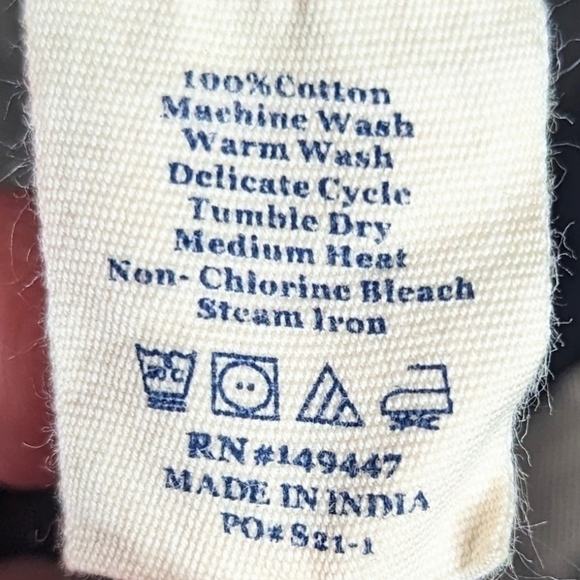 100%Cotton
Machine Wash
Warm Wash
Delicate Cycle
Tumble Dry
Medium Heat
Non- Chlorine Bleach
Steam Iron
RN#149447
MADE IN INDIA
PO# S21-1